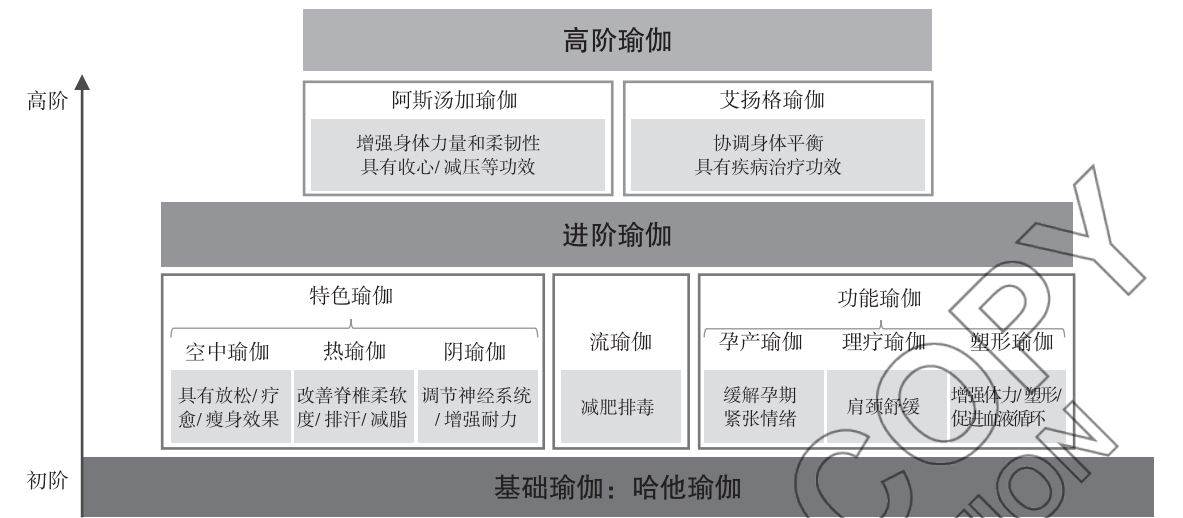 高阶瑜伽
高阶
阿斯汤加瑜伽
增强身体力量和柔韧性
具有收心/减压等功效
艾扬格瑜伽
协调身体平衡
具有疾病治疗功效
进阶瑜伽
特色瑜伽
空中瑜伽
具有放松/疗
愈/瘦身效果
热瑜伽
改善脊椎柔软
度/排汗/减脂
阴瑜伽
调节神经系统
/增强耐力
流瑜伽
减肥排毒
功能瑜伽
孕产瑜伽
缓解孕期
紧张情绪
理疗瑜伽
肩颈舒缓
塑形瑜伽
增强体力/塑形/
促进血液循环
初阶
基础瑜伽：哈他瑜伽
COPY